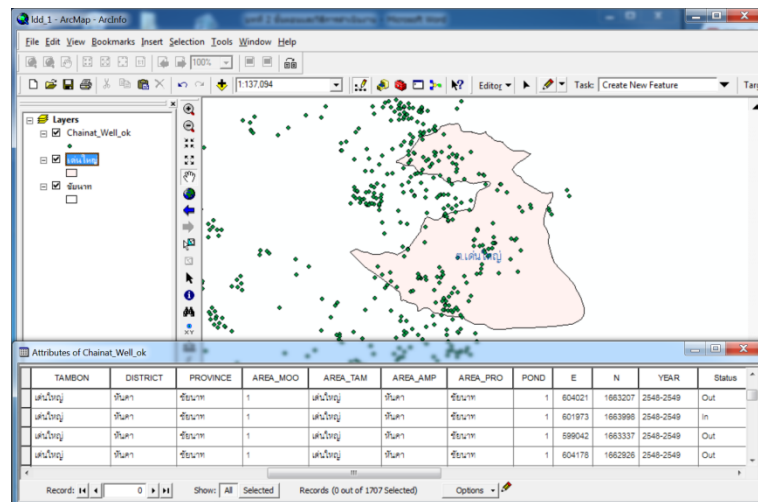 ldd_1 - ArcMap - ArcInfo
File Edit View Bookmarks Insert Selection Tools Window Help
100%
1:137,094 Editor Task: Create New Feature Targ
Layers
Chainat_Well_ok
เด่นใหญ่
ชัยนาท
ต.เด่นใหญ่
Attributes of Chainat_Well_ok
TAMBON DISTRICT PROVINCE AREA_MOO AREA_TAM AREA_AMP AREA_PRO POND E N YEAR Status
เด่นใหญ่ หันคา ชัยนาท 1 เด่นใหญ่ หันคา ชัยนาท 1 604021 1663207 2548-2549 Out
เด่นใหญ่ หันคา ชัยนาท 1 เด่นใหญ่ หันคา ชัยนาท 1 601973 1663998 2548-2549 In
เด่นใหญ่ หันคา ชัยนาท 1 เด่นใหญ่ หันคา ชัยนาท 1 599042 1663337 2548-2549 Out
เด่นใหญ่ หันคา ชัยนาท 1 เด่นใหญ่ หันคา ชัยนาท 1 604178 1662926 2548-2549 Out
Record: 0 Show: All Selected Records (0 out of 1707 Selected) Options